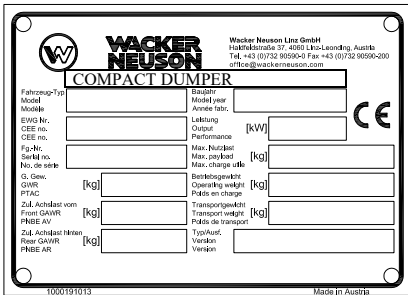 W
WACKER
NEUSON
Wacker Neuson Linz GmbH
Haidfeldstraße 37, 4060 Linz-Leonding, Austria
Tel. +43 (0)732 90590-0 Fax +43 (0)732 90590-200
office@wackerneuson.com
COMPACT DUMPER
Fahrzeug-Typ
Model
Modèle
Baujahr
Model year
Année fabr.
EWG Nr.
CEE no.
CEE no.
Leistung
Output [kW]
Performance
CE
Fg.-Nr.
Serial no.
No. de série
Max. Nutzlast
Max. payload [kg]
Max. charge utile
G. Gew.
GWR [kg]
PTAC
Betriebsgewicht
Operating weight [kg]
Poids en charge
Zul. Achslast vorn
Front GAWR [kg]
PNBE AV
Transportgewicht
Transport weight [kg]
Poids de transport
Zul. Achslast hinten
Rear GAWR [kg]
PNBE AR
Typ/Ausf.
Version
Version
1000191013 Made in Austria